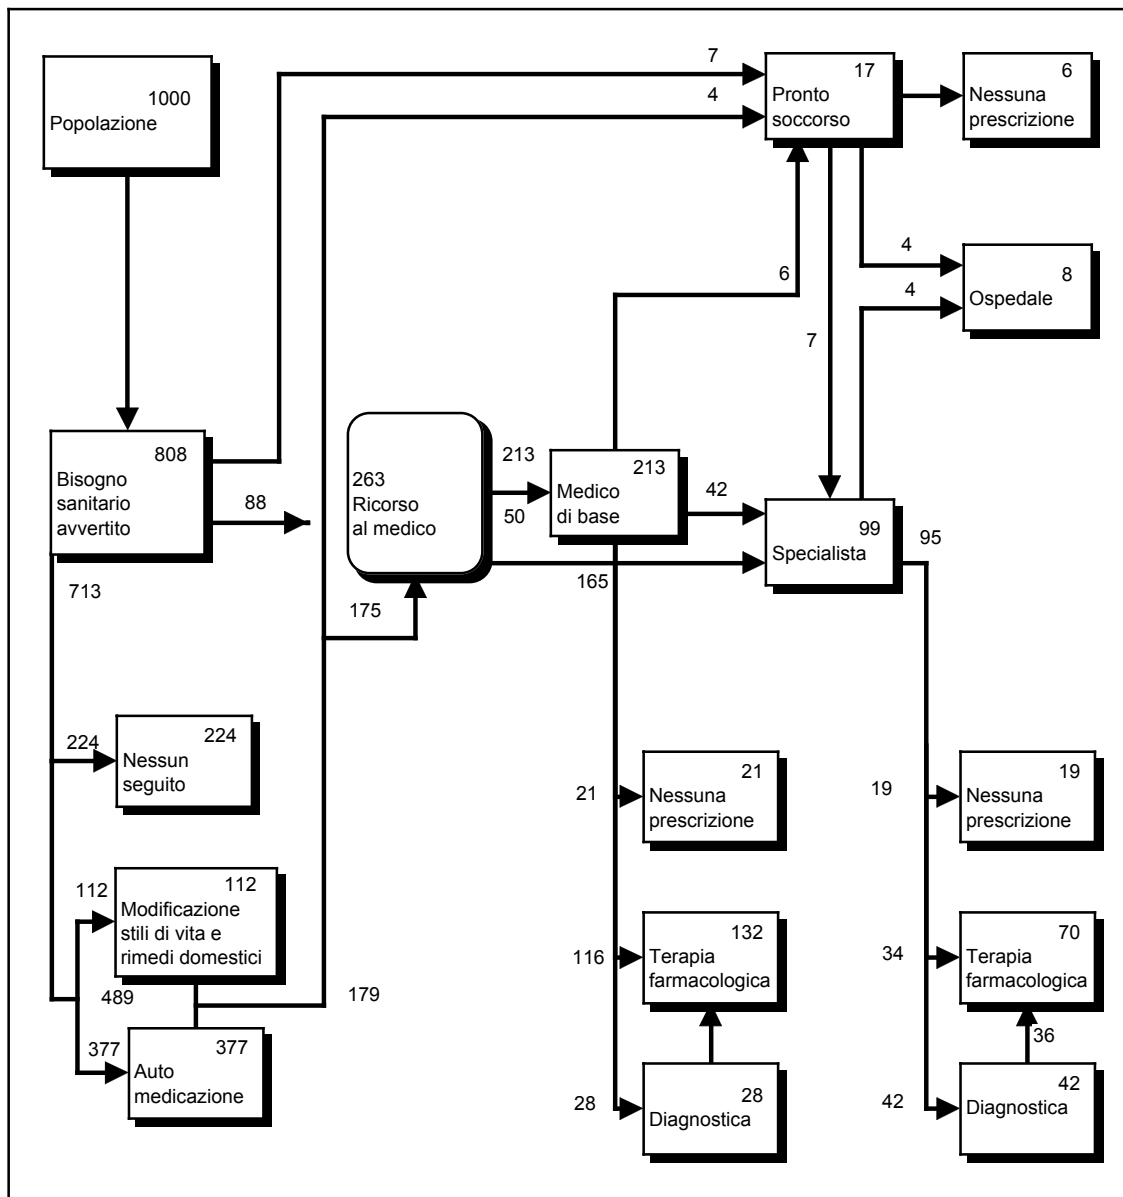 1000
Popolazione
7
4
17
Pronto
soccorso
6
Nessuna
prescrizione
4
4
8
Ospedale
6
7
808
Bisogno
sanitario
avvertito
88
713
263
Ricorso
al medico
213
50
213
Medico
di base
42
99
Specialista
95
165
175
224
224
Nessun
seguito
21
21
Nessuna
prescrizione
19
19
Nessuna
prescrizione
112
112
Modificazione
stili di vita e
rimedi domestici
489
179
377
377
Auto
medicazione
116
132
Terapia
farmacologica
34
70
Terapia
farmacologica
36
28
28
Diagnostica
42
42
Diagnostica